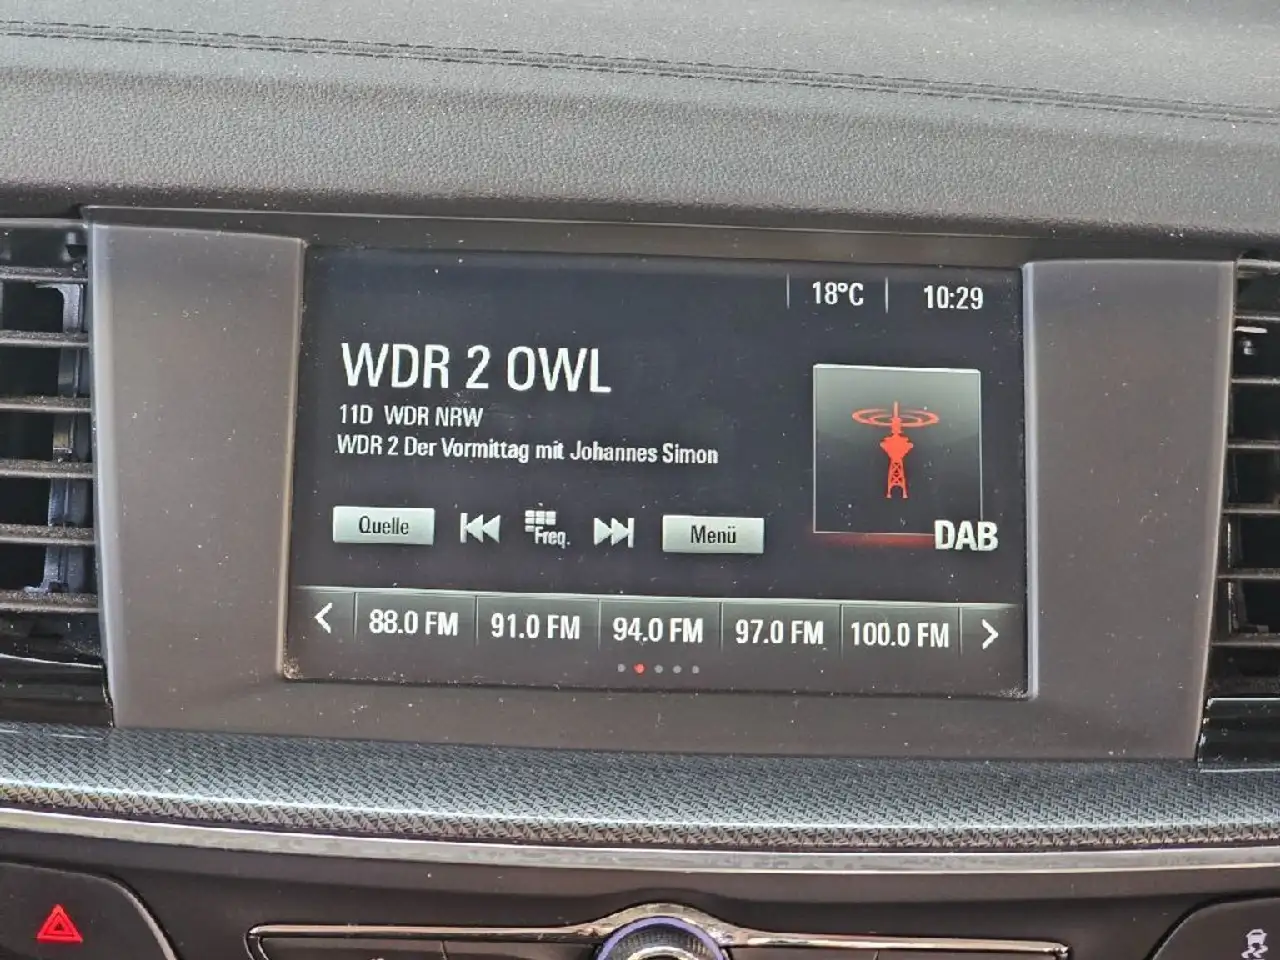 18°C 10:29
WDR 2 OWL
11D WDR NRW
WDR 2 Der Vormittag mit Johannes Simon
Quelle Freq. Menü
DAB
88.0 FM 91.0 FM 94.0 FM 97.0 FM 100.0 FM